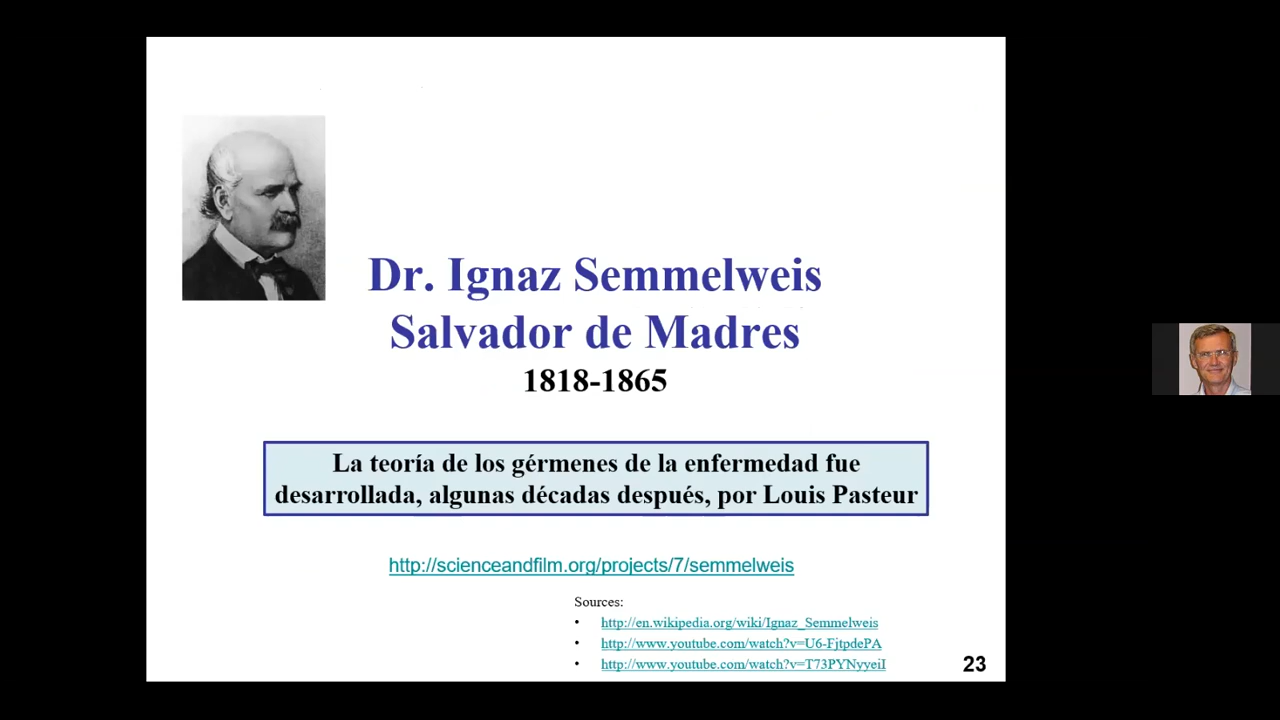 Dr. Ignaz Semmelweis
Salvador de Madres
1818-1865
La teoría de los gérmenes de la enfermedad fue
desarrollada, algunas décadas después, por Louis Pasteur
http://scienceandfilm.org/projects/7/semmelweis
Sources:
• http://en.wikipedia.org/wiki/Ignaz_Semmelweis
• http://www.youtube.com/watch?v=U6-FjtpdePA
• http://www.youtube.com/watch?v=T73PYNyyeiI
23